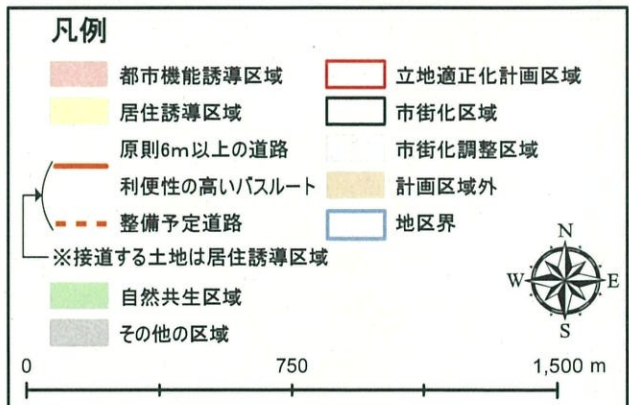 凡例
都市機能誘導区域
居住誘導区域
原則6m以上の道路
利便性の高いバスルート
整備予定道路
※接道する土地は居住誘導区域
自然共生区域
その他の区域
立地適正化計画区域
市街化区域
市街化調整区域
計画区域外
地区界
N
W E
S
0 750 1,500 m